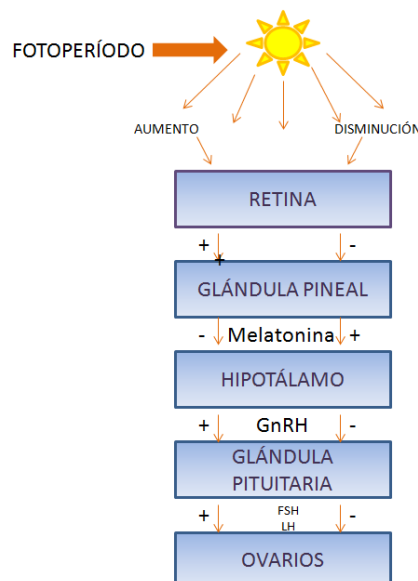 FOTOPERÍODO
AUMENTO DISMINUCIÓN
RETINA
+ -
+
GLÁNDULA PINEAL
- Melatonina +
HIPOTÁLAMO
+ GnRH -
GLÁNDULA
PITUITARIA
+ FSH -
LH
OVARIOS